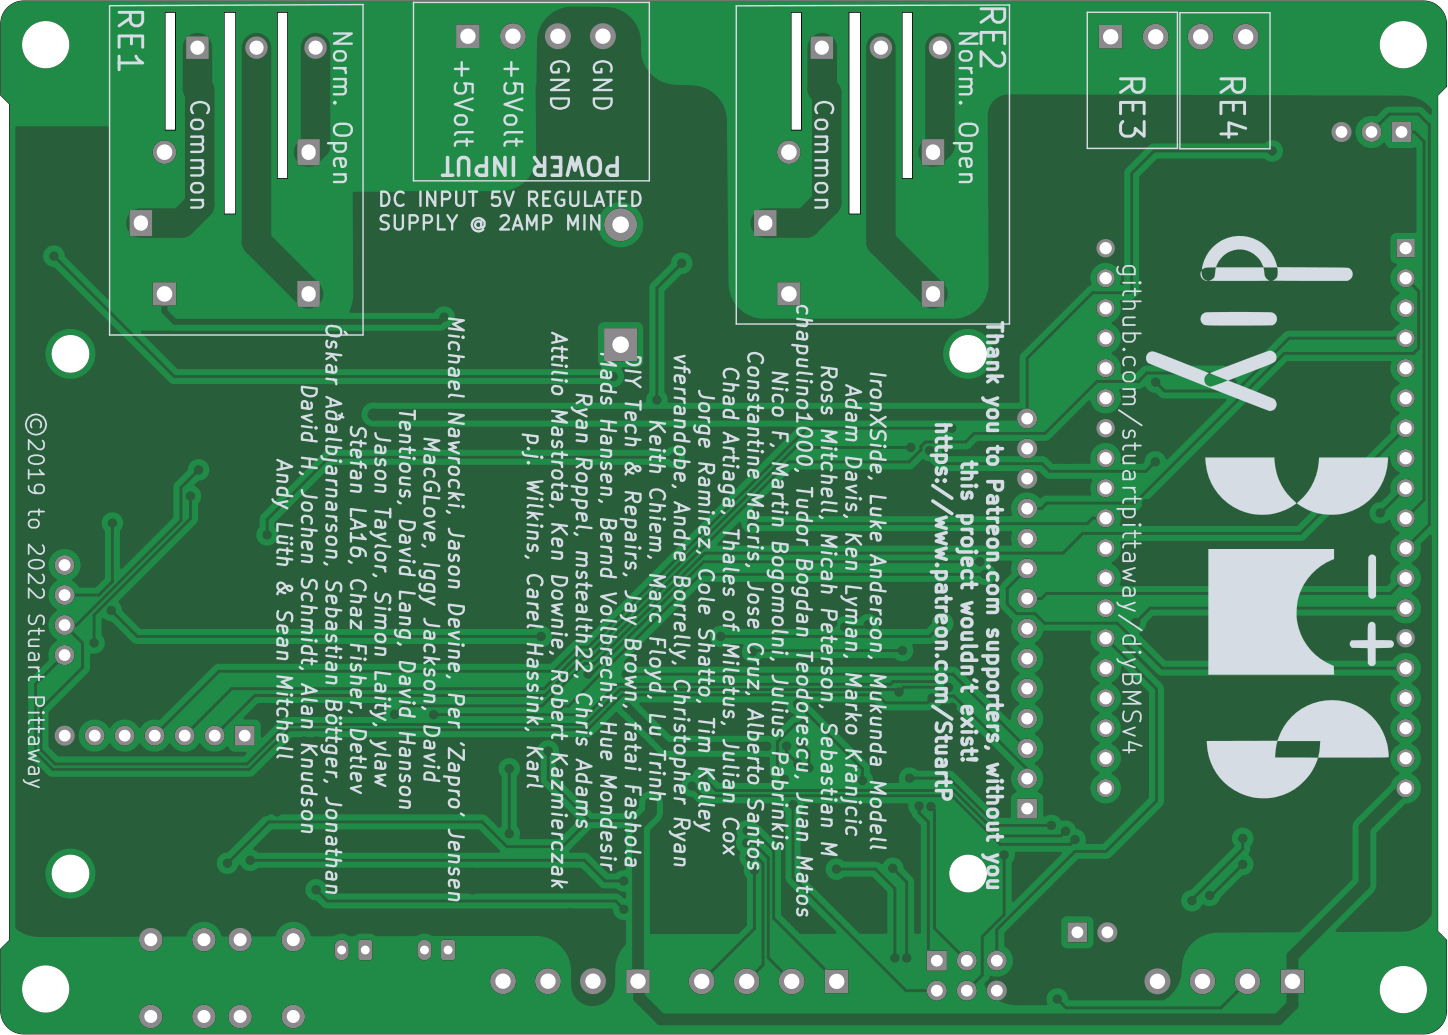 RE1
Norm. Open
Common
+5Volt
+5Volt
GND
GND
POWER INPUT
DC INPUT 5V REGULATED
SUPPLY @ 2AMP MIN
RE2
Norm. Open
Common
RE3
RE4
DIY
BMS
+
github.com/stuartpittaway/diyBMSv4
Thank you to Patreon.com supporters, without you
this project wouldn't exist!
https://www.patreon.com/StuartP
IronXSide, Luke Anderson, Mukunda Modell
Adam Davis, Ken Lyman, Marko Kranjcic
Ross Mitchell, Micah Peterson, Sebastian M
chapulino1000, Tudor Bogdan Teodorescu, Juan Matos
Nico F, Martin Bogomolni, Julius Pabrinkis
Constantine Macris, Jose Cruz, Alberto Santos
Chad Artiaga, Thales of Miletus, Julian Cox
Jorge Ramirez, Cole Shatto, Tim Kelley
vferrandobe, Andre Borrelly, Christopher Ryan
Keith Chiem, Marc Floyd, Lu Trinh
DIY Tech & Repairs, Jay Brown, fatai Fashola
Mads Hansen, Bernd Vollbrecht, Hue Mondesir
Ryan Roppel, mstealth22, Chris Adams
Attilio Mastrota, Ken Downie, Robert Kazmierczak
p.j. Wilkins, Carel Hassink, Kai
Michael Nawrocki, Jason Devine, Per 'Zapro' Jensen
MacGLove, Iggy Jackson, David
Tentious, David Lang, David Hanson
Jason Taylor, Simon Laity, ylaw
Stefan LA16, Chaz Fisher, Detlev
Óskar Aðalbjarnarson, Sebastian Böttger, Jonathan
David H, Jochen Schmidt, Alan Knudson
Andy Lüth & Sean Mitchell
©2019 to 2022 Stuart Pittaway